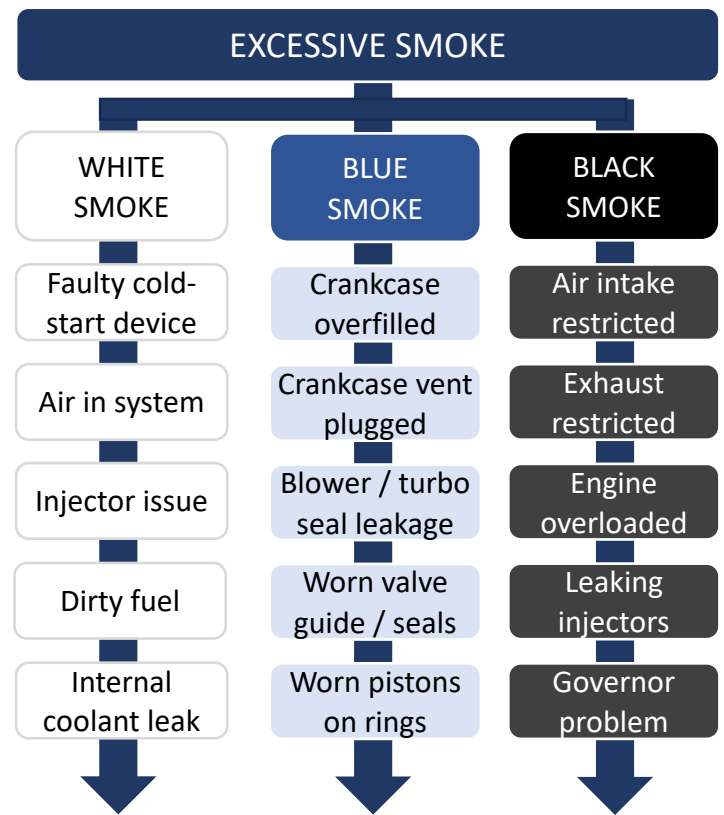 EXCESSIVE SMOKE
WHITE
SMOKE
Faulty cold-
start device
Air in system
Injector issue
Dirty fuel
Internal
coolant leak
BLUE
SMOKE
Crankcase
overfilled
Crankcase vent
plugged
Blower / turbo
seal leakage
Worn valve
guide / seals
Worn pistons
on rings
BLACK
SMOKE
Air intake
restricted
Exhaust
restricted
Engine
overloaded
Leaking
injectors
Governor
problem